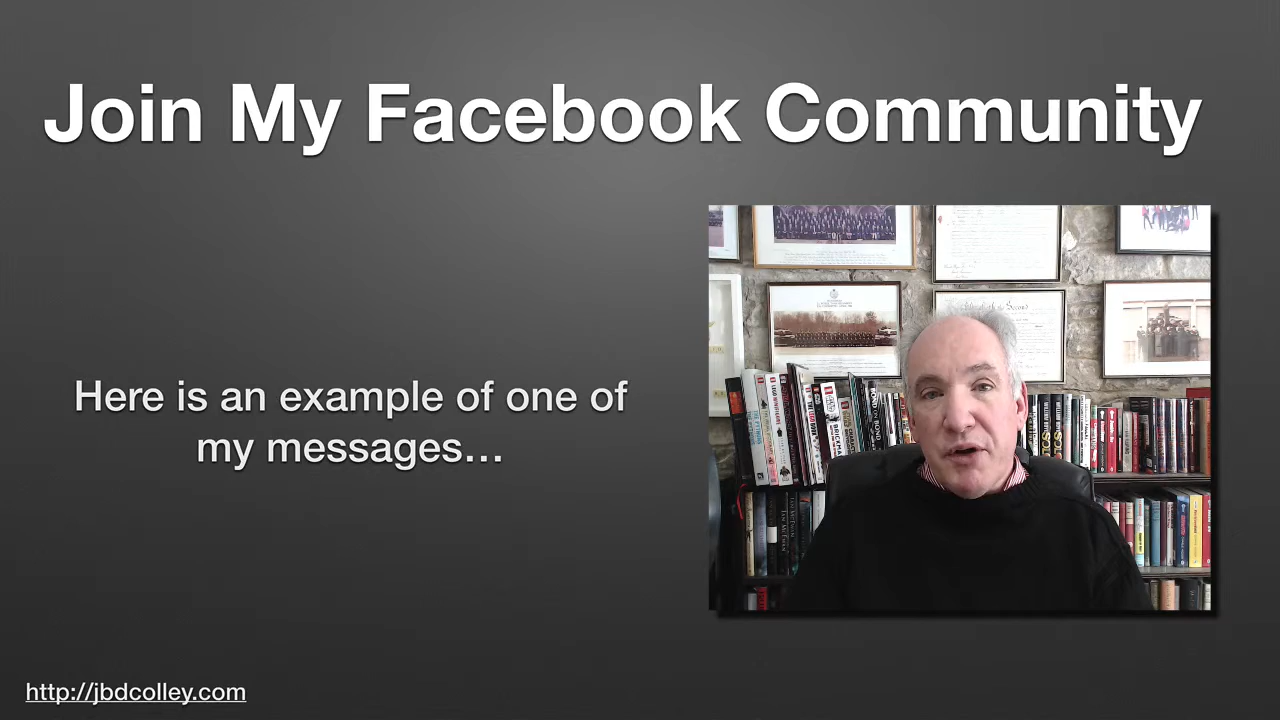 Join My Facebook Community
Here is an example of one of
my messages…
http://jbdcolley.com